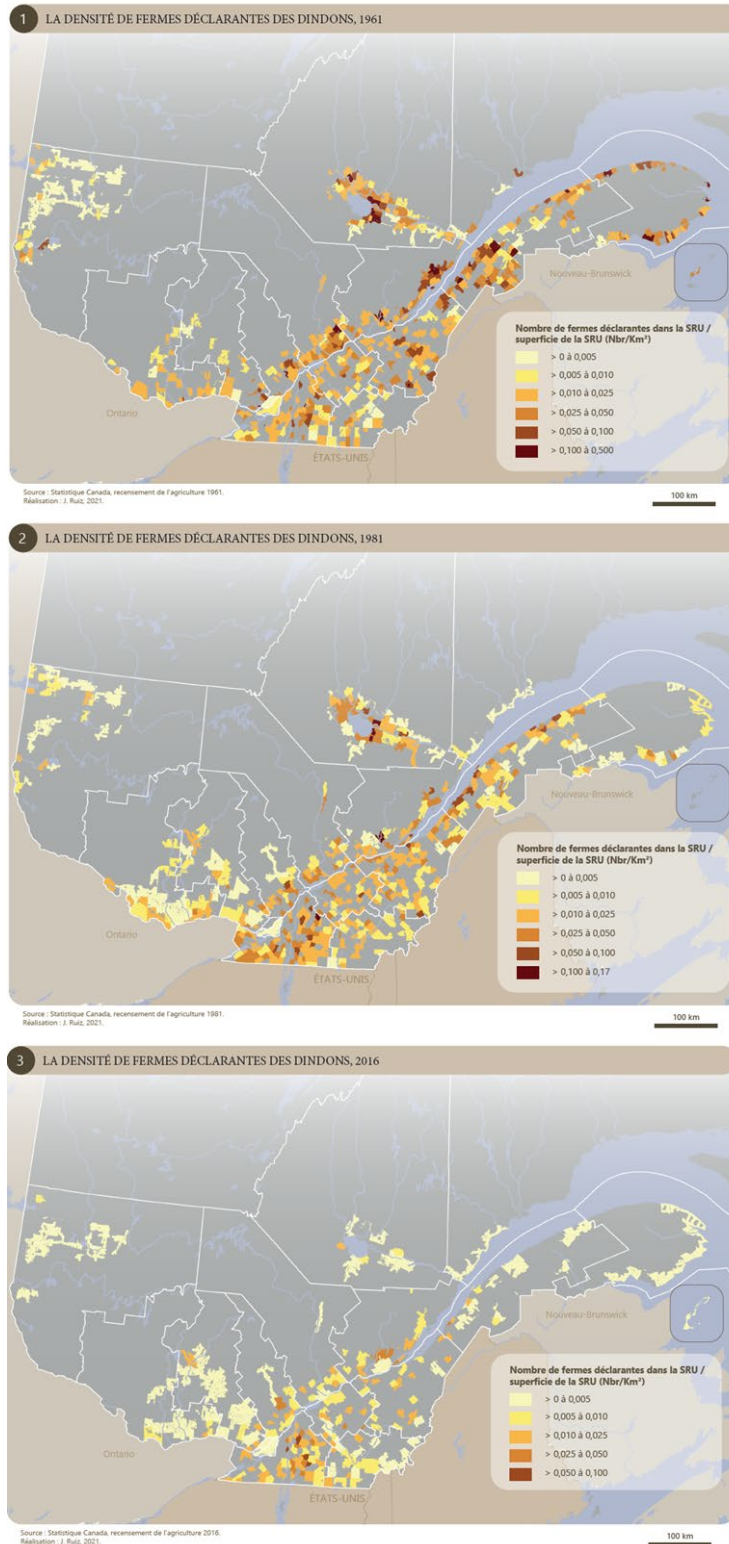 1 LA DENSITÉ DE FERMES DÉCLARANTES DES DINDONS, 1961
Nouveau-Brunswick
Nombre de fermes déclarantes dans la SRU /
superficie de la SRU (Nbr/Km²)
> 0 à 0,005
> 0,005 à 0,010
> 0,010 à 0,025
> 0,025 à 0,050
> 0,050 à 0,100
> 0,100 à 0,500
Ontario
ÉTATS-UNIS
Source : Statistique Canada, recensement de l'agriculture 1961.
Réalisation : J. Ruiz, 2021.
100 km
2 LA DENSITÉ DE FERMES DÉCLARANTES DES DINDONS, 1981
Nouveau-Brunswick
Nombre de fermes déclarantes dans la SRU /
superficie de la SRU (Nbr/Km²)
> 0 à 0,005
> 0,005 à 0,010
> 0,010 à 0,025
> 0,025 à 0,050
> 0,050 à 0,100
> 0,100 à 0,17
Ontario
ÉTATS-UNIS
Source : Statistique Canada, recensement de l'agriculture 1981.
Réalisation : J. Ruiz, 2021.
100 km
3 LA DENSITÉ DE FERMES DÉCLARANTES DES DINDONS, 2016
Nouveau-Brunswick
Nombre de fermes déclarantes dans la SRU /
superficie de la SRU (Nbr/Km²)
> 0 à 0,005
> 0,005 à 0,010
> 0,010 à 0,025
> 0,025 à 0,050
> 0,050 à 0,100
Ontario
ÉTATS-UNIS
Source : Statistique Canada, recensement de l'agriculture 2016.
Réalisation : J. Ruiz, 2021.
100 km